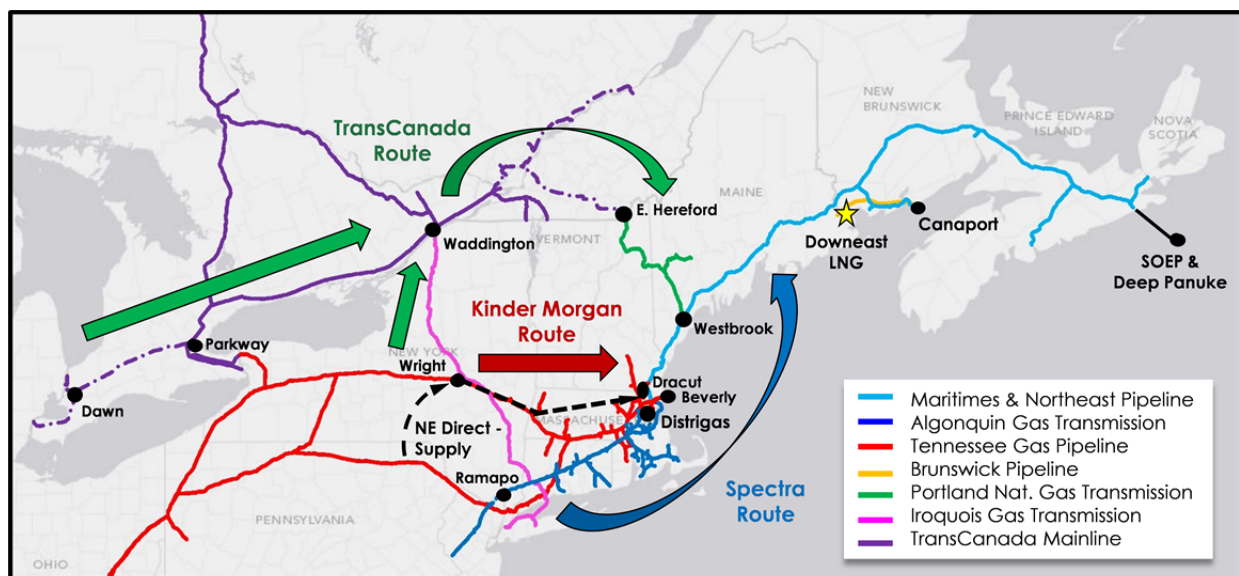 NEW
BRUNSWICK
PRINCE EDWARD
ISLAND
NOVA
SCOTIA
TransCanada
Route
MAINE
E. Hereford
Waddington
VERMONT
Canaport
Downeast
LNG
SOEP &
Deep Panuke
Kinder Morgan
Route
Westbrook
Parkway
NEW YORK
Wright
Dracut
Beverly
Dawn
NE Direct -
Supply
MASSACHUSE
Distrigas
Ramapo
Spectra
Route
PENNSYLVANIA
OHIO
Maritimes & Northeast Pipeline
Algonquin Gas Transmission
Tennessee Gas Pipeline
Brunswick Pipeline
Portland Nat. Gas Transmission
Iroquois Gas Transmission
TransCanada Mainline